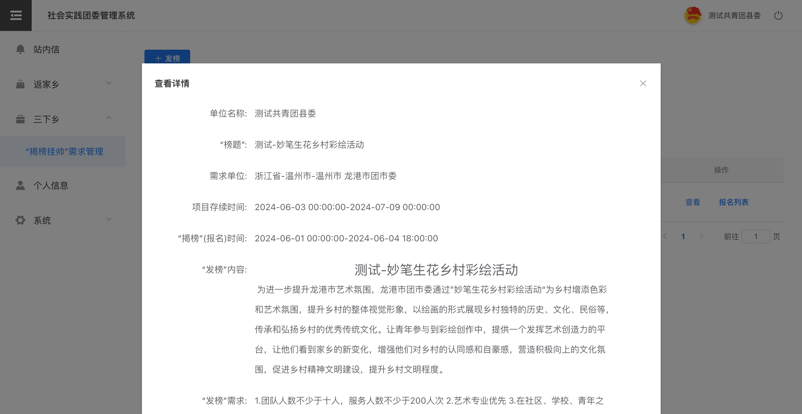 社会实践团委管理系统
测试共青团县委
站内信
返家乡
三下乡
“揭榜挂帅”需求管理
个人信息
系统
发榜
查看详情
单位名称: 测试共青团县委
“榜题”: 测试-妙笔生花乡村彩绘活动
需求单位: 浙江省-温州市-温州市 龙港市团市委
项目存续时间: 2024-06-03 00:00:00-2024-07-09 00:00:00
“揭榜”(报名)时间: 2024-06-01 00:00:00-2024-06-04 18:00:00
“发榜”内容: 测试-妙笔生花乡村彩绘活动
为进一步提升龙港市艺术氛围，龙港市团市委通过“妙笔生花乡村彩绘活动”为乡村增添色彩
和艺术氛围，提升乡村的整体视觉形象，以绘画的形式展现乡村独特的历史、文化、民俗等，
传承和弘扬乡村的优秀传统文化。让青年参与到彩绘创作中，提供一个发挥艺术创造力的平
台，让他们看到家乡的新变化，增强他们对乡村的认同感和自豪感，营造积极向上的文化氛
围，促进乡村精神文明建设，提升乡村文明程度。
“发榜”需求: 1.团队人数不少于十人，服务人数不少于200人次 2.艺术专业优先 3.在社区、学校、青年之
操作
查看 报名列表
1 前往 1 页